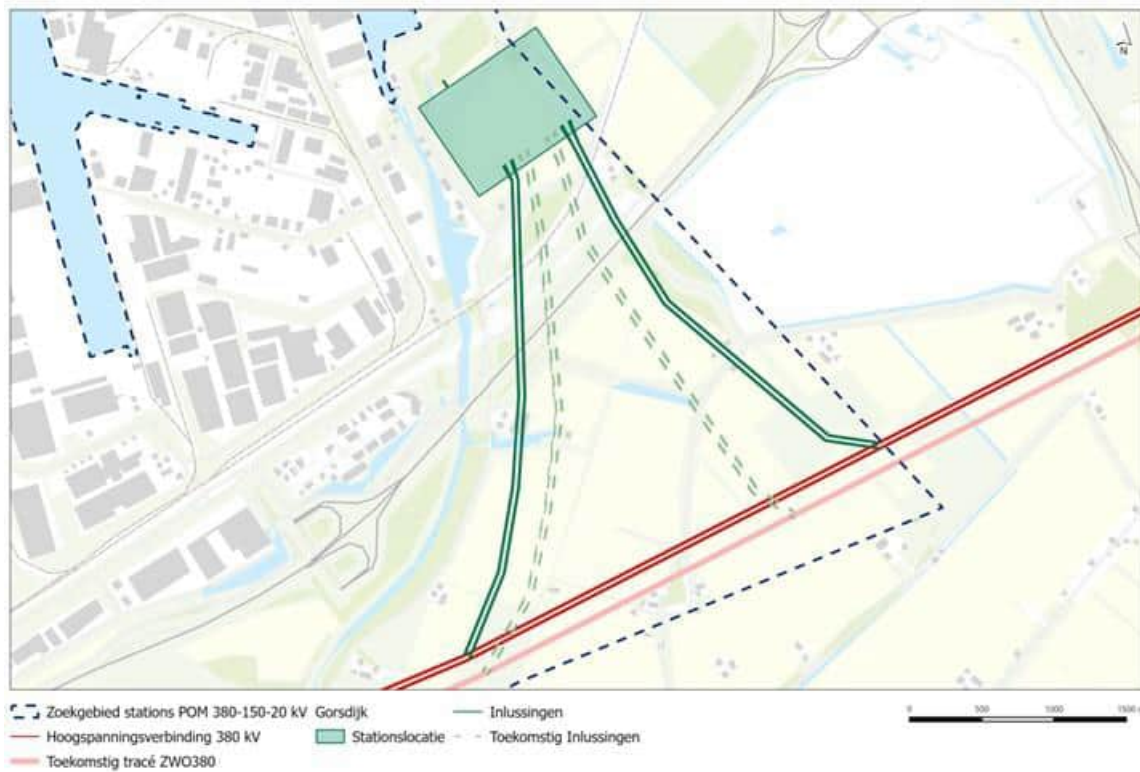 N
Zoekgebied stations POM 380-150-20 kV Gorsdijk
Inlussingen
0 500 1000 1500
Hoogspanningsverbinding 380 kV
Stationslocatie
Toekomstig Inlussingen
Toekomstig tracé ZWO380